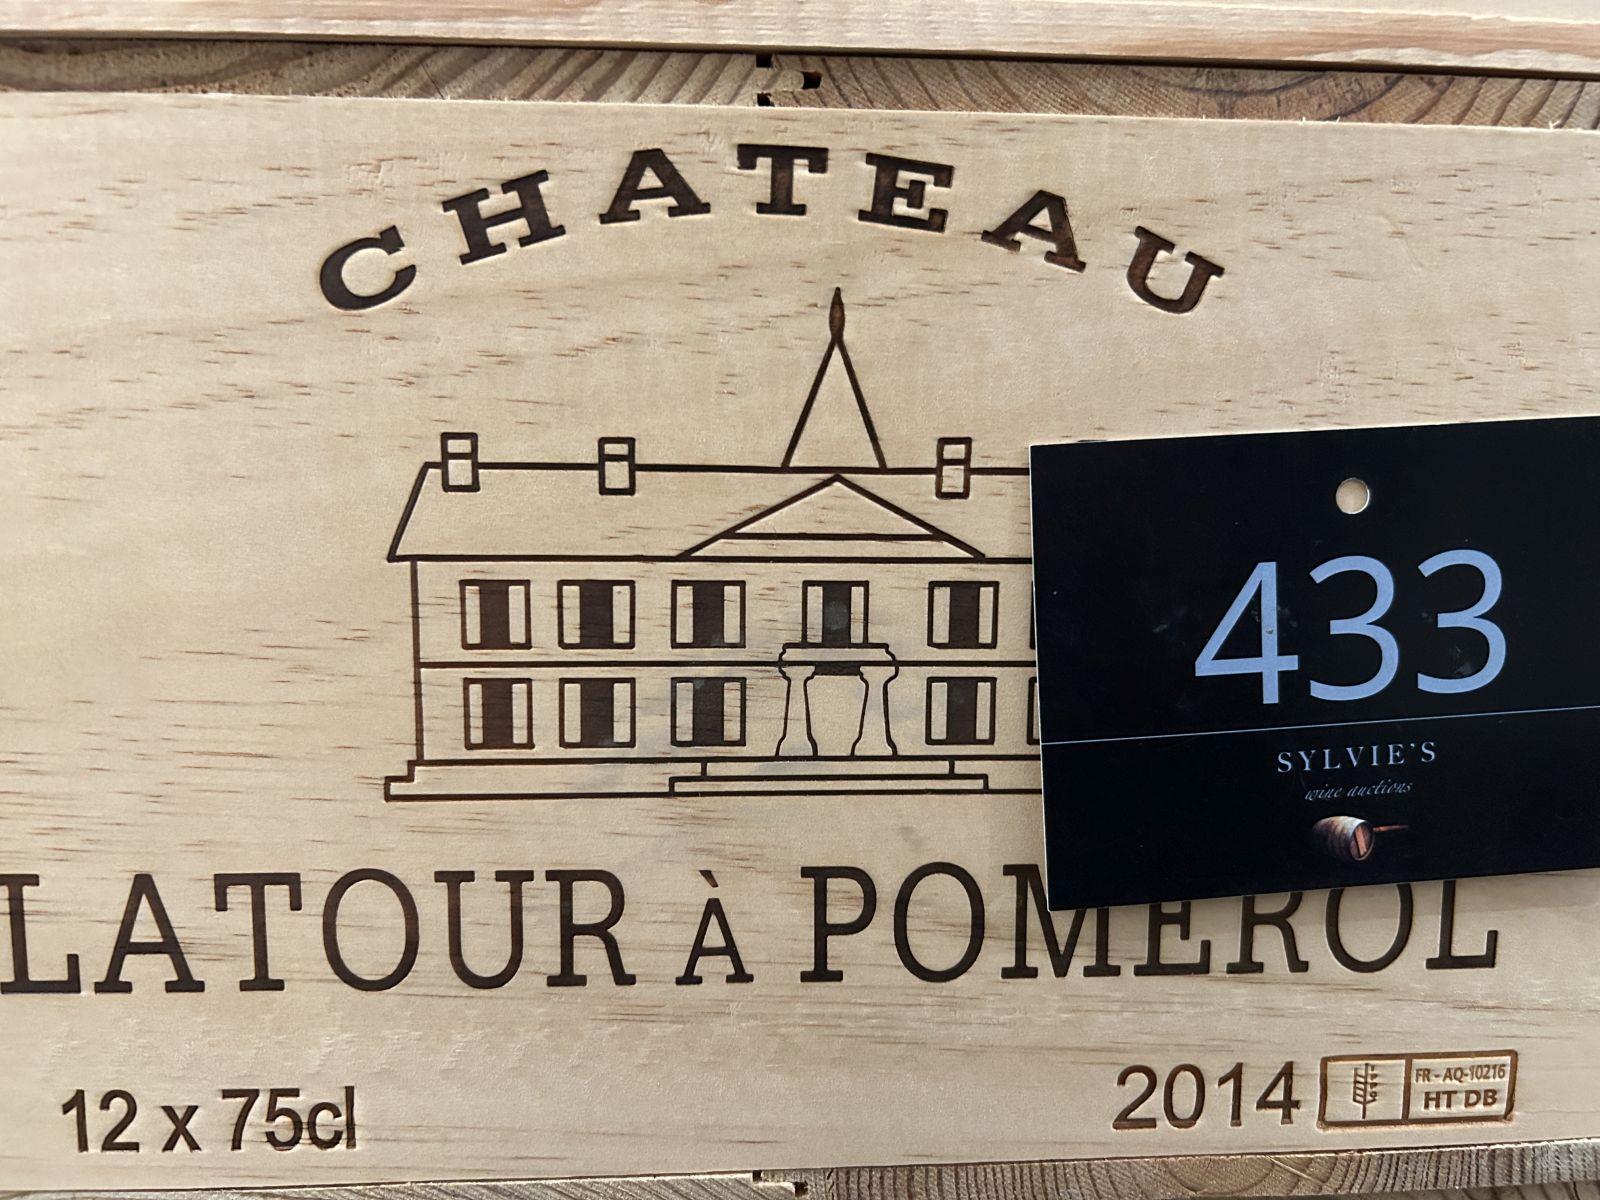 CHATEAU
433
SYLVIE'S
wine auctions
LATOUR À POMEROL
12 x 75cl
2014
FR - AQ-10216
HT DB